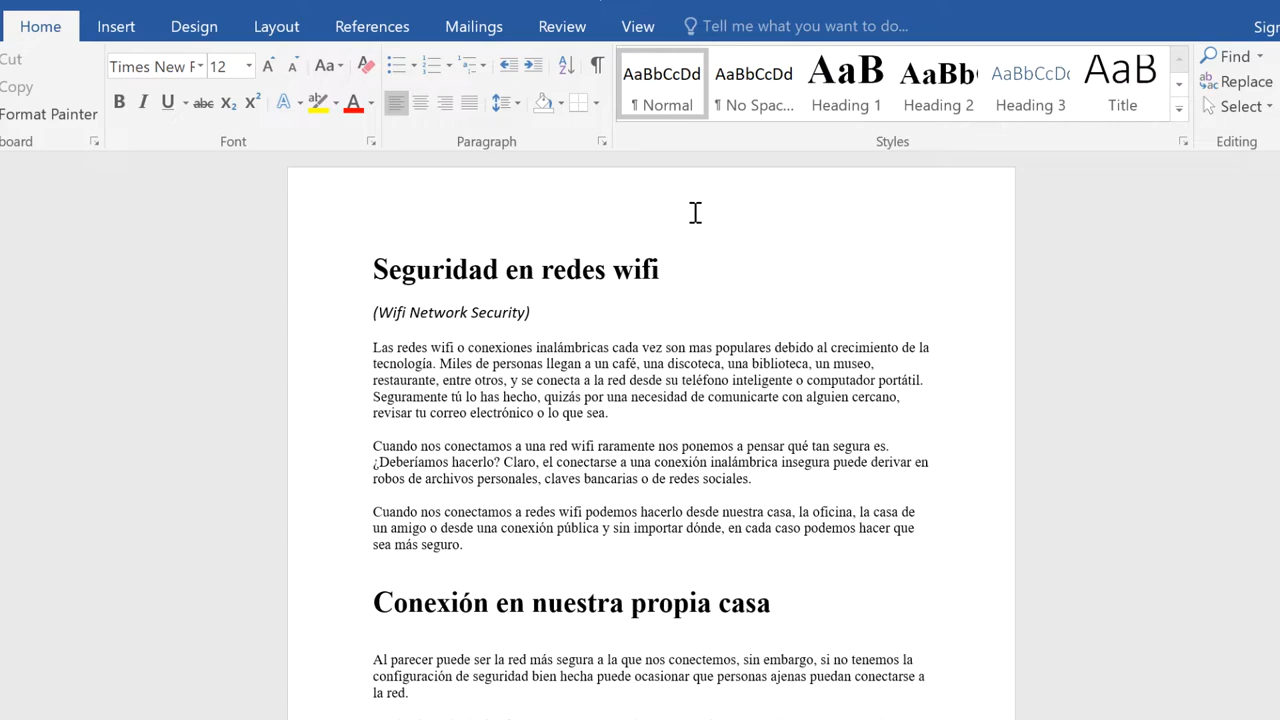 Home Insert Design Layout References Mailings Review View Tell me what you want to do...
Cut
Copy
Format Painter
Times New R 12 Aa
B I U abc X₂ X² A A
AaBbCcDd AaBbCcDd AaB AaBb AaBbCcD AaB
¶ Normal ¶ No Spac... Heading 1 Heading 2 Heading 3 Title
Find
Replace
Select
board Font Paragraph Styles Editing
Seguridad en redes wifi
(Wifi Network Security)
Las redes wifi o conexiones inalámbricas cada vez son mas populares debido al crecimiento de la
tecnología. Miles de personas llegan a un café, una discoteca, una biblioteca, un museo,
restaurante, entre otros, y se conecta a la red desde su teléfono inteligente o computador portátil.
Seguramente tú lo has hecho, quizás por una necesidad de comunicarte con alguien cercano,
revisar tu correo electrónico o lo que sea.
Cuando nos conectamos a una red wifi raramente nos ponemos a pensar qué tan segura es.
¿Deberíamos hacerlo? Claro, el conectarse a una conexión inalámbrica insegura puede derivar en
robos de archivos personales, claves bancarias o de redes sociales.
Cuando nos conectamos a redes wifi podemos hacerlo desde nuestra casa, la oficina, la casa de
un amigo o desde una conexión pública y sin importar dónde, en cada caso podemos hacer que
sea más seguro.
Conexión en nuestra propia casa
Al parecer puede ser la red más segura a la que nos conectemos, sin embargo, si no tenemos la
configuración de seguridad bien hecha puede ocasionar que personas ajenas puedan conectarse a
la red.